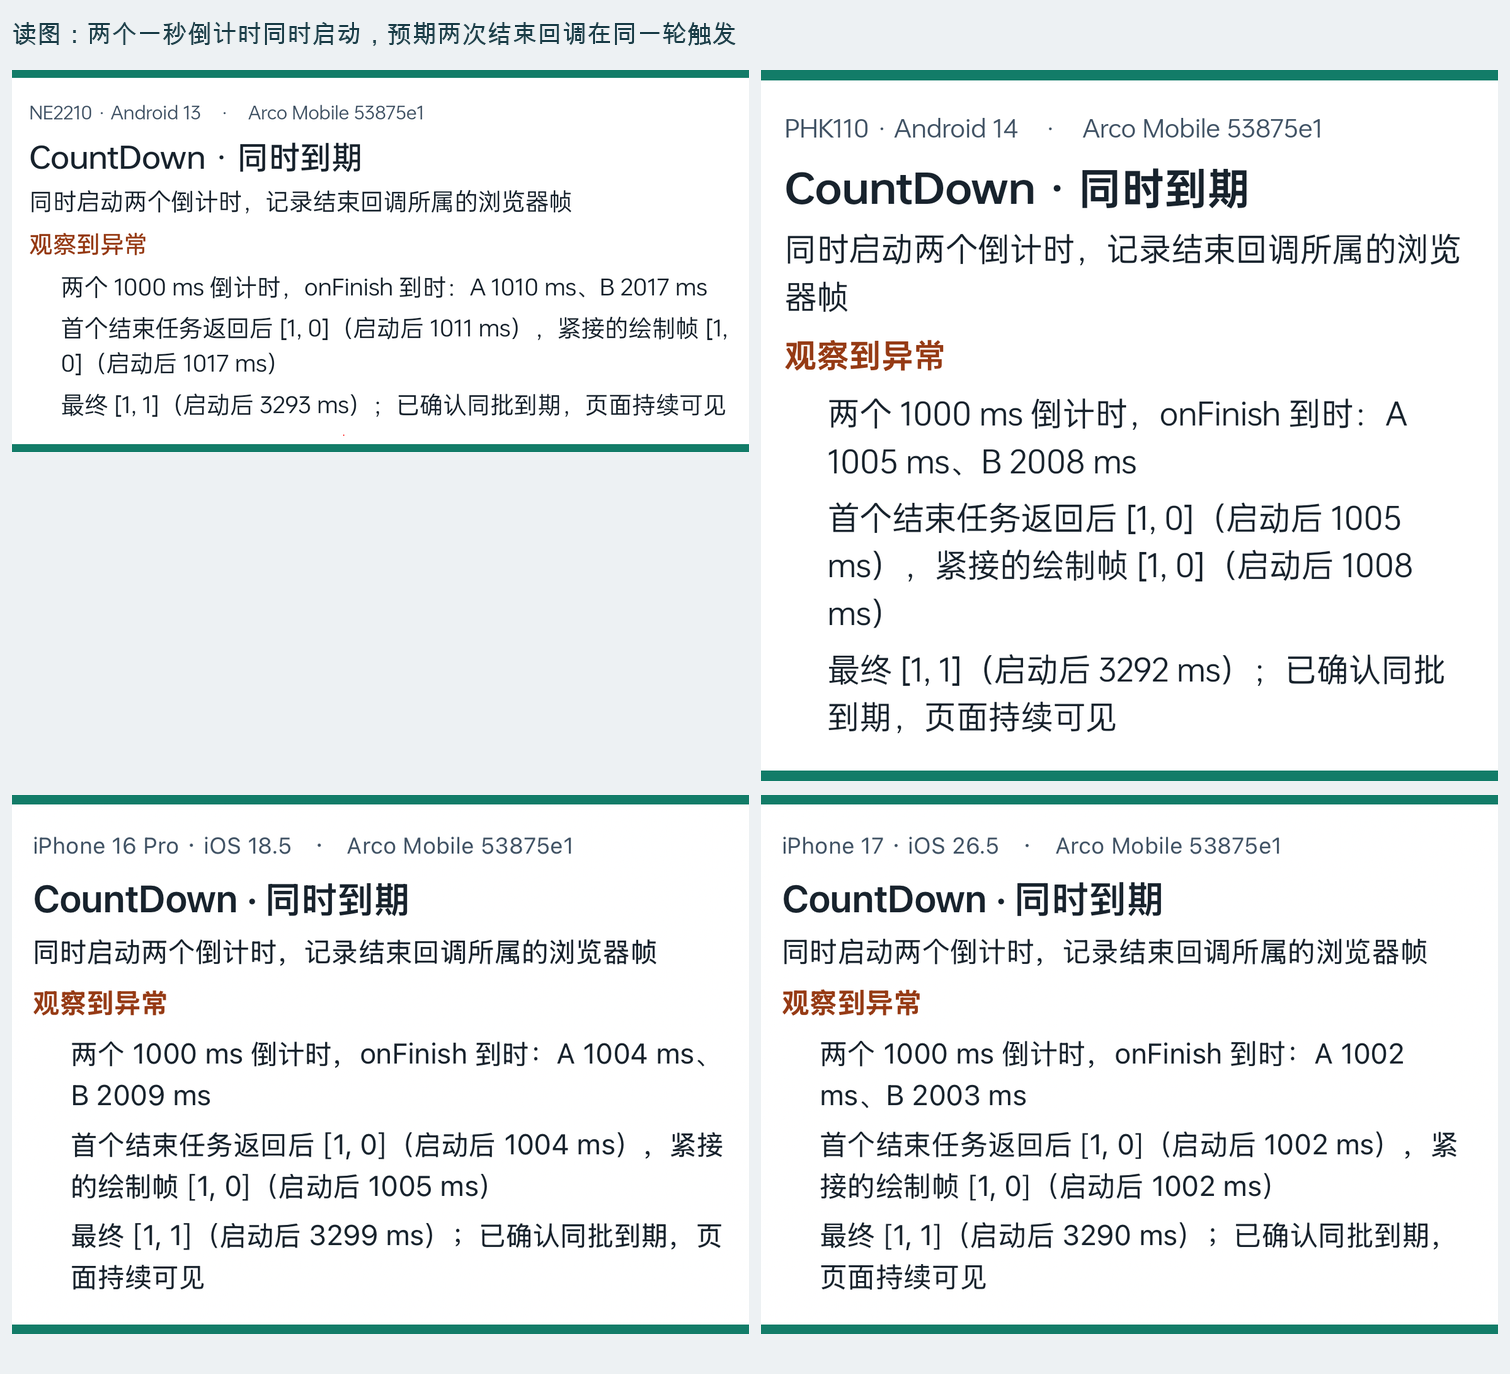 读图：两个一秒倒计时同时启动，预期两次结束回调在同一轮触发
NE2210 · Android 13 · Arco Mobile 53875e1
CountDown · 同时到期
同时启动两个倒计时，记录结束回调所属的浏览器帧
观察到异常
两个 1000 ms 倒计时，onFinish 到时：A 1010 ms、B 2017 ms
首个结束任务返回后 [1, 0]（启动后 1011 ms），紧接的绘制帧 [1,
0]（启动后 1017 ms）
最终 [1, 1]（启动后 3293 ms）；已确认同批到期，页面持续可见
PHK110 · Android 14 · Arco Mobile 53875e1
CountDown · 同时到期
同时启动两个倒计时，记录结束回调所属的浏览
器帧
观察到异常
两个 1000 ms 倒计时，onFinish 到时：A
1005 ms、B 2008 ms
首个结束任务返回后 [1, 0]（启动后 1005
ms），紧接的绘制帧 [1, 0]（启动后 1008
ms）
最终 [1, 1]（启动后 3292 ms）；已确认同批
到期，页面持续可见
iPhone 16 Pro · iOS 18.5 · Arco Mobile 53875e1
CountDown · 同时到期
同时启动两个倒计时，记录结束回调所属的浏览器帧
观察到异常
两个 1000 ms 倒计时，onFinish 到时：A 1004 ms、
B 2009 ms
首个结束任务返回后 [1, 0]（启动后 1004 ms），紧接
的绘制帧 [1, 0]（启动后 1005 ms）
最终 [1, 1]（启动后 3299 ms）；已确认同批到期，页
面持续可见
iPhone 17 · iOS 26.5 · Arco Mobile 53875e1
CountDown · 同时到期
同时启动两个倒计时，记录结束回调所属的浏览器帧
观察到异常
两个 1000 ms 倒计时，onFinish 到时：A 1002
ms、B 2003 ms
首个结束任务返回后 [1, 0]（启动后 1002 ms），紧
接的绘制帧 [1, 0]（启动后 1002 ms）
最终 [1, 1]（启动后 3290 ms）；已确认同批到期，
页面持续可见